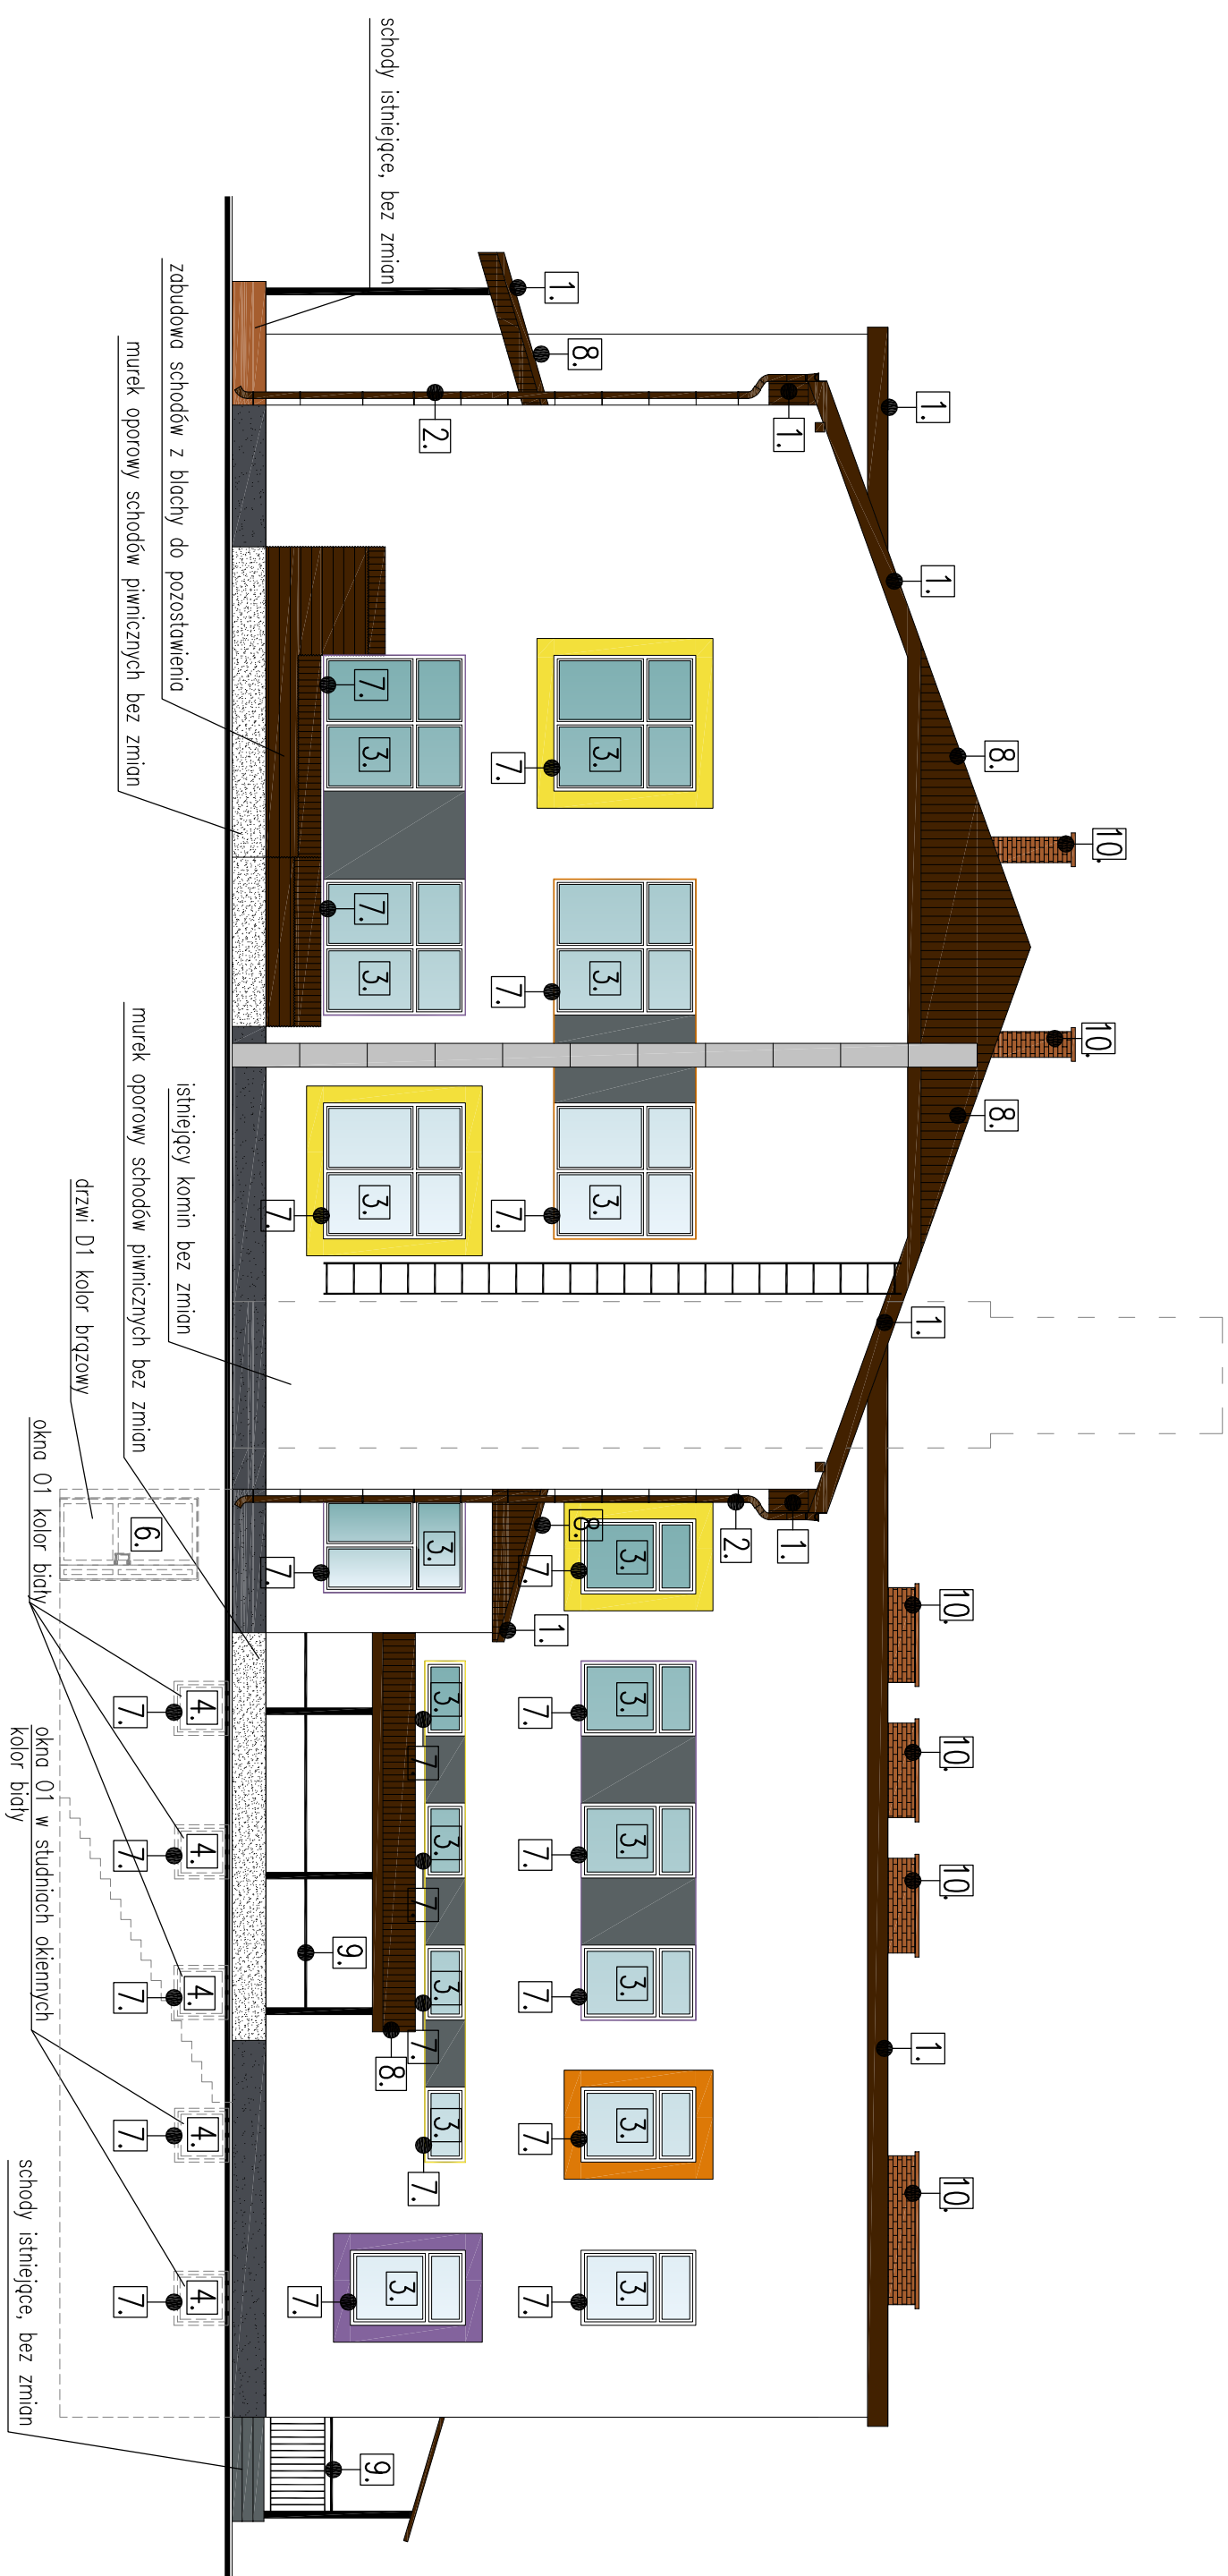 10. 10.
8. 8.
10. 10. 10. 10.
1. 1. 1. 1.
1. 1.
2.
3. 3. 3. 3. 3. 3. 3. 3. 3.
8. 8.
1. 1.
7. 7. 7. 7. 7. 7. 7. 7. 7.
2. 3. 3. 3. 3. 3.
7. 7. 7. 7.
3.
8.
schody istniejące, bez zmian
7. 3. 7. 3. 3. 9.
9.
7. 7. 7.
4. 4. 4. 4. 4.
istniejący komin bez zmian
zabudowa schodów z blachy do pozostawienia
6.
7. 7. 7. 7. 7.
murek oporowy schodów piwnicznych bez zmian
murek oporowy schodów piwnicznych bez zmian
drzwi D1 kolor brązowy
okna O1 kolor biały
okna O1 w studniach okiennych
kolor biały
schody istniejące, bez zmian